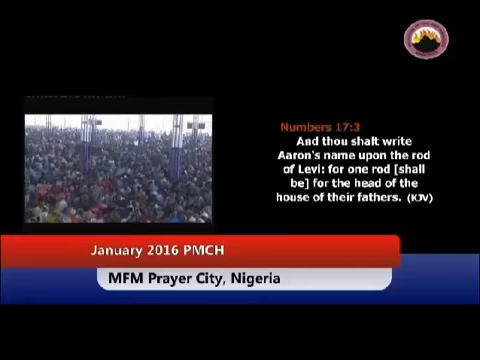 Numbers 17:3
And thou shalt write
Aaron's name upon the rod
of Levi: for one rod [shall
be] for the head of the
house of their fathers. (KJV)
January 2016 PMCH
MFM Prayer City, Nigeria